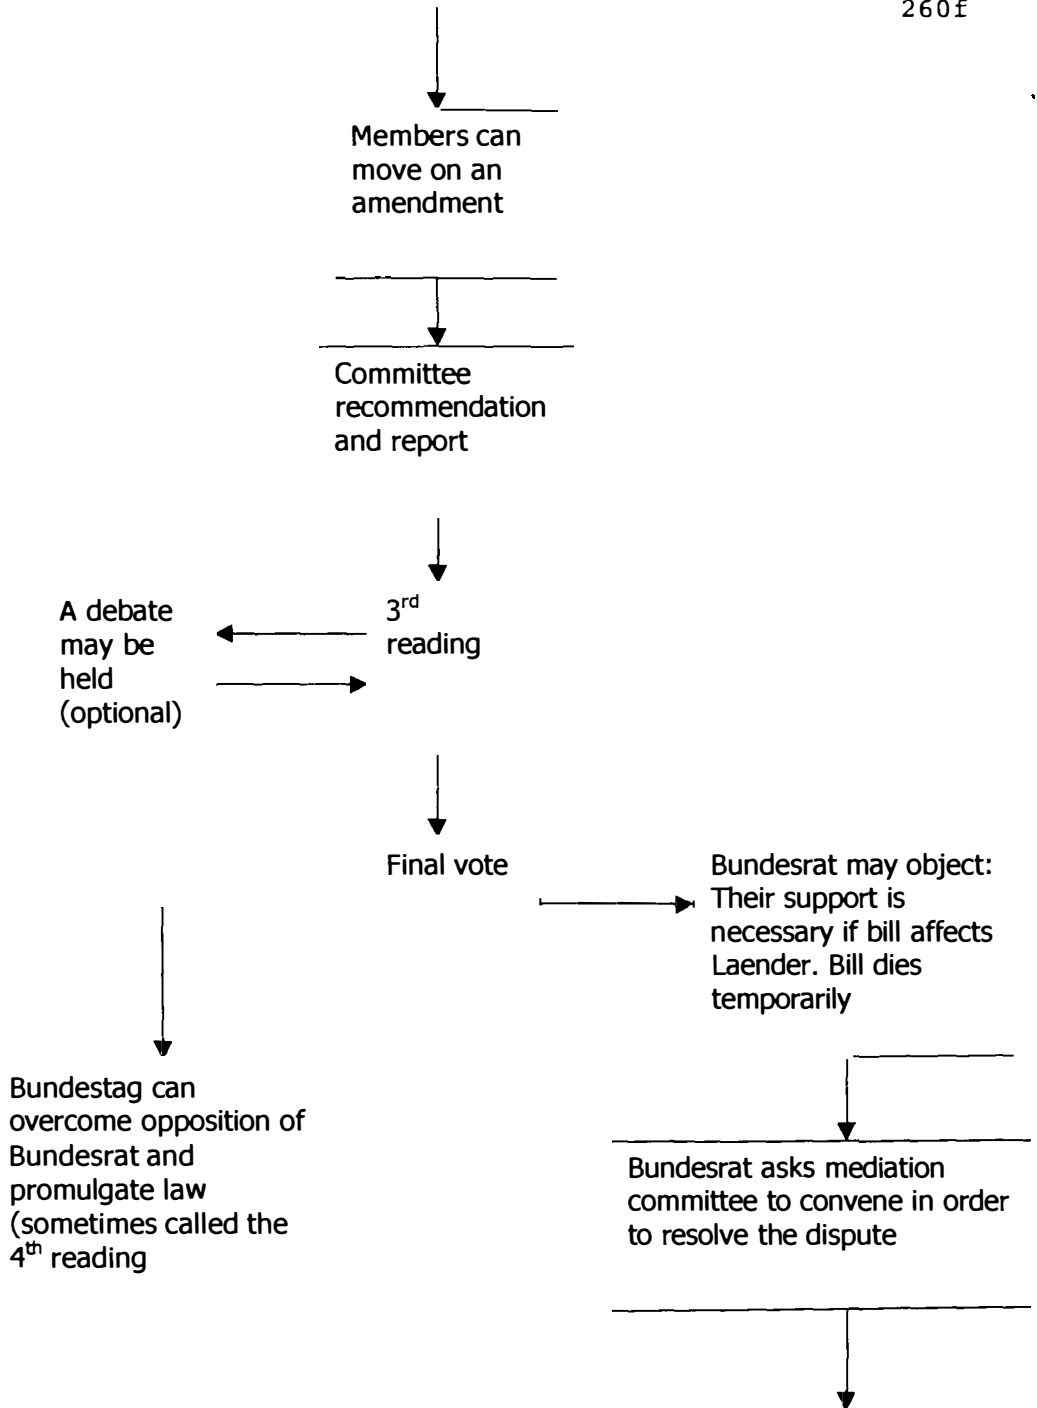 260f
Members can
move on an
amendment
Committee
recommendation
and report
A debate
may be
held
(optional)
3rd
reading
Final vote
Bundesrat may object:
Their support is
necessary if bill affects
Laender. Bill dies
temporarily
Bundestag can
overcome opposition of
Bundesrat and
promulgate law
(sometimes called the
4th reading
Bundesrat asks mediation
committee to convene in order
to resolve the dispute